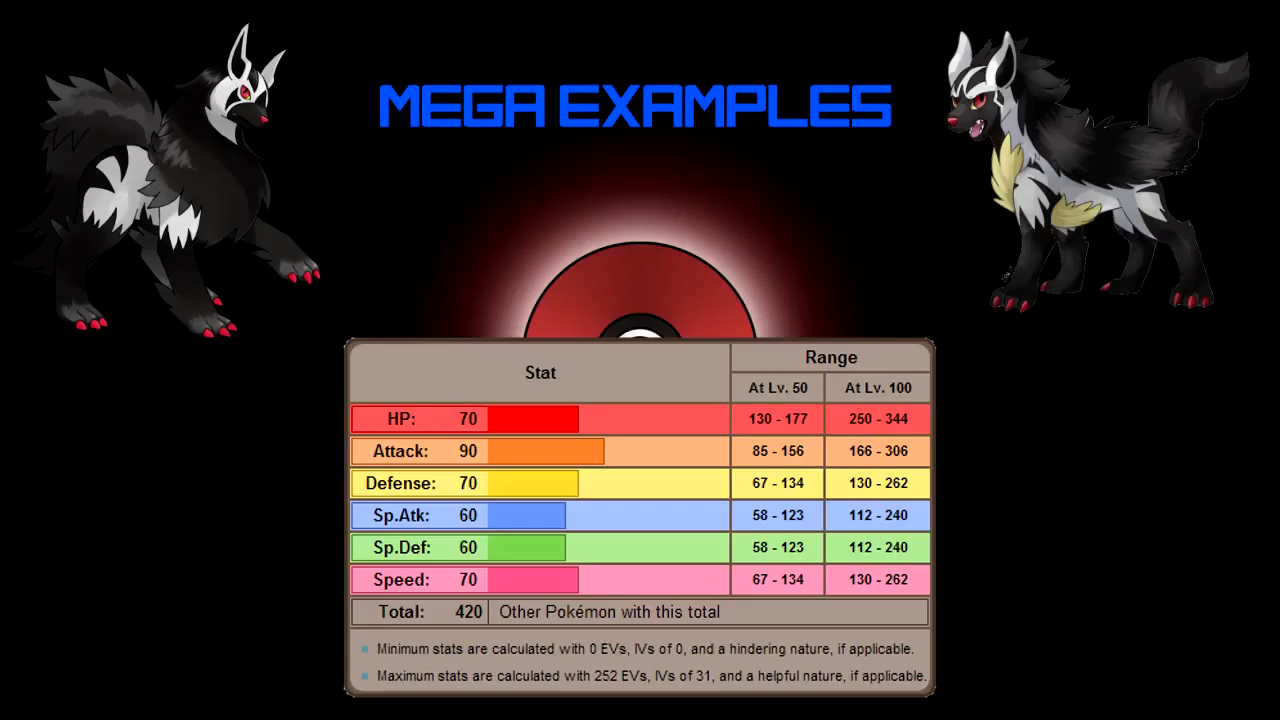 MEGA EXAMPLES
Stat
Range
At Lv. 50 At Lv. 100
HP: 70 130 - 177 250 - 344
Attack: 90 85 - 156 166 - 306
Defense: 70 67 - 134 130 - 262
Sp.Atk: 60 58 - 123 112 - 240
Sp.Def: 60 58 - 123 112 - 240
Speed: 70 67 - 134 130 - 262
Total: 420 Other Pokémon with this total
Minimum stats are calculated with 0 EVs, IVs of 0, and a hindering nature, if applicable.
Maximum stats are calculated with 252 EVs, IVs of 31, and a helpful nature, if applicable.